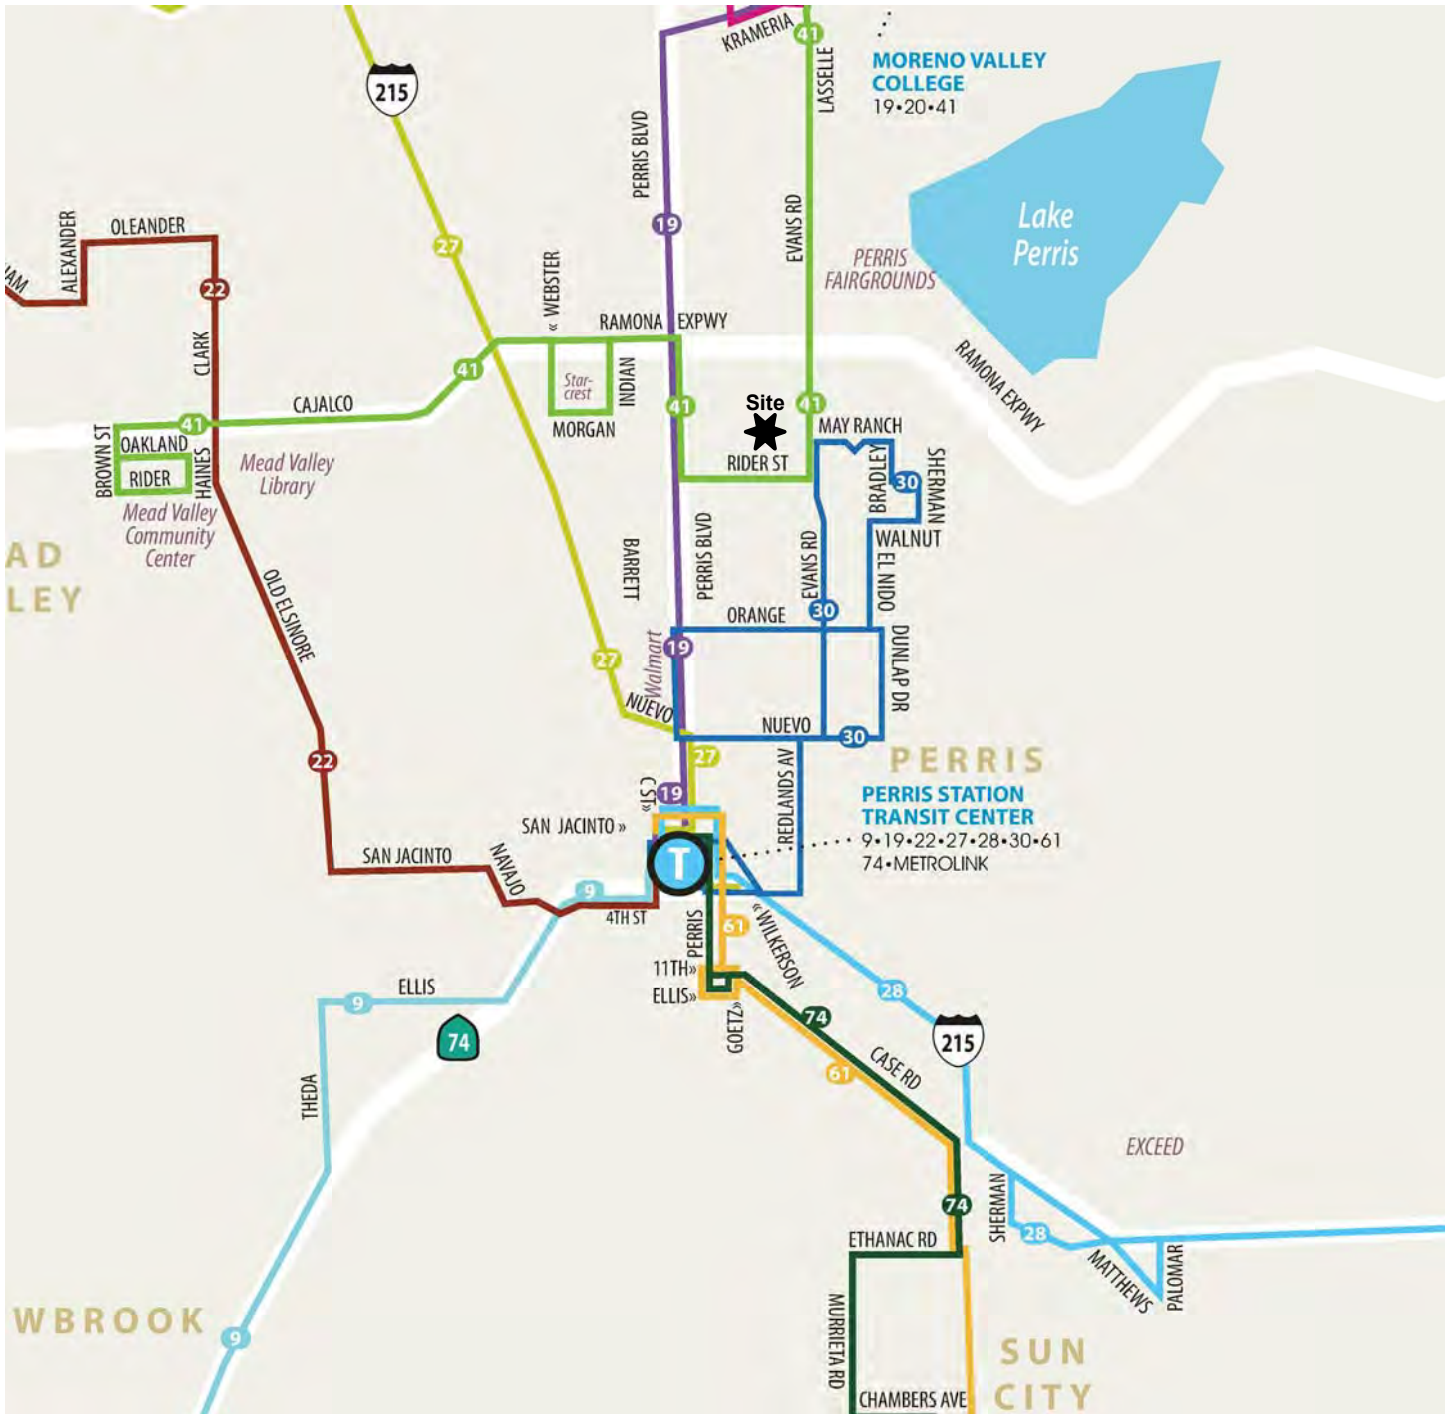 KRAMERIA
41
LASSELLE
MORENO VALLEY
COLLEGE
19•20•41
215
PERRIS BLVD
19
EVANS RD
Lake
Perris
PERRIS
FAIRGROUNDS
ALEXANDER
OLEANDER
27
22
« WEBSTER
RAMONA EXPWY
RAMONA EXPWY
CLARK
41
Star-
crest
INDIAN
MORGAN
CAJALCO
41
Site
41
MAY RANCH
41
BROWN ST
OAKLAND
RIDER
HAINES
Mead Valley
Library
RIDER ST
BRADLEY
30
SHERMAN
Mead Valley
Community
Center
WALNUT
AD
LEY
OLD ELSINORE
BARRETT
PERRIS BLVD
EVANS RD
EL NIDO
30
ORANGE
19
Walmart
27
DUNLAP DR
NUEVO
NUEVO
30
27
22
C ST»
19
REDLANDS AV
PERRIS
PERRIS STATION
TRANSIT CENTER
9•19•22•27•28•30•61
74•METROLINK
SAN JACINTO »
SAN JACINTO
NAVAJO
T
9
4TH ST
PERRIS
61
« WILKERSON
11TH»
ELLIS»
GOETZ»
ELLIS
9
28
74
74
215
61
CASE RD
THEDA
EXCEED
74
SHERMAN
28
ETHANAC RD
MATTHEWS
PALOMAR
WBROOK
9
MURRIETA RD
SUN
CITY
CHAMBERS AVE